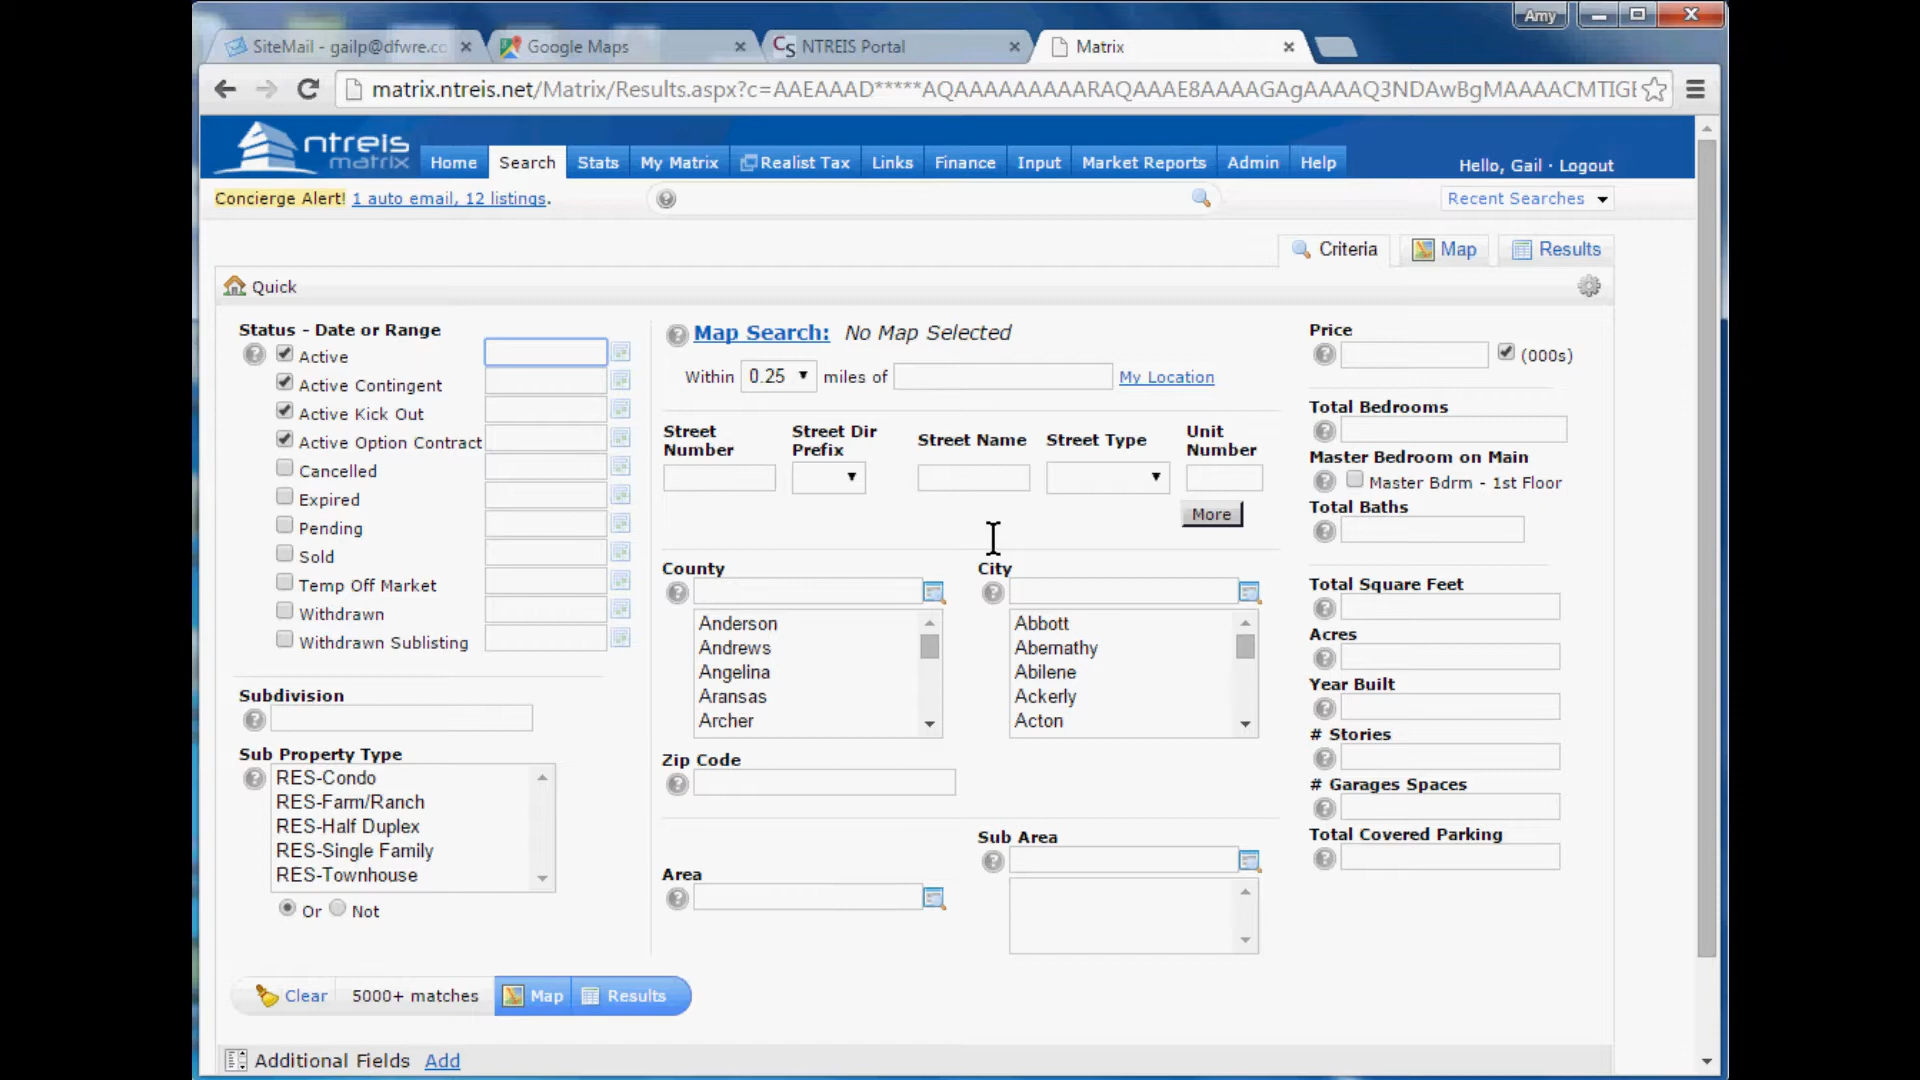 Amy
SiteMail - gailp@dfwre.co
Google Maps
NTREIS Portal
Matrix
matrix.ntreis.net/Matrix/Results.aspx?c=AAEAAAD*****AQAAAAAAAAARAQAAAE8AAAAGAgAAAAQ3NDAwBgMAAAACMTIGE
ntreis matrix
Home Search Stats My Matrix Realist Tax Links Finance Input Market Reports Admin Help
Hello, Gail · Logout
Concierge Alert! 1 auto email, 12 listings.
Recent Searches
Criteria Map Results
Quick
Status - Date or Range
Active
Active Contingent
Active Kick Out
Active Option Contract
Cancelled
Expired
Pending
Sold
Temp Off Market
Withdrawn
Withdrawn Sublisting
Subdivision
Sub Property Type
RES-Condo
RES-Farm/Ranch
RES-Half Duplex
RES-Single Family
RES-Townhouse
Or Not
Map Search: No Map Selected
Within 0.25 miles of My Location
Street Number
Street Dir Prefix
Street Name
Street Type
Unit Number
More
County
Anderson
Andrews
Angelina
Aransas
Archer
City
Abbott
Abernathy
Abilene
Ackerly
Acton
Zip Code
Area
Sub Area
Price
(000s)
Total Bedrooms
Master Bedroom on Main
Master Bdrm - 1st Floor
Total Baths
Total Square Feet
Acres
Year Built
# Stories
# Garages Spaces
Total Covered Parking
Clear 5000+ matches Map Results
Additional Fields Add